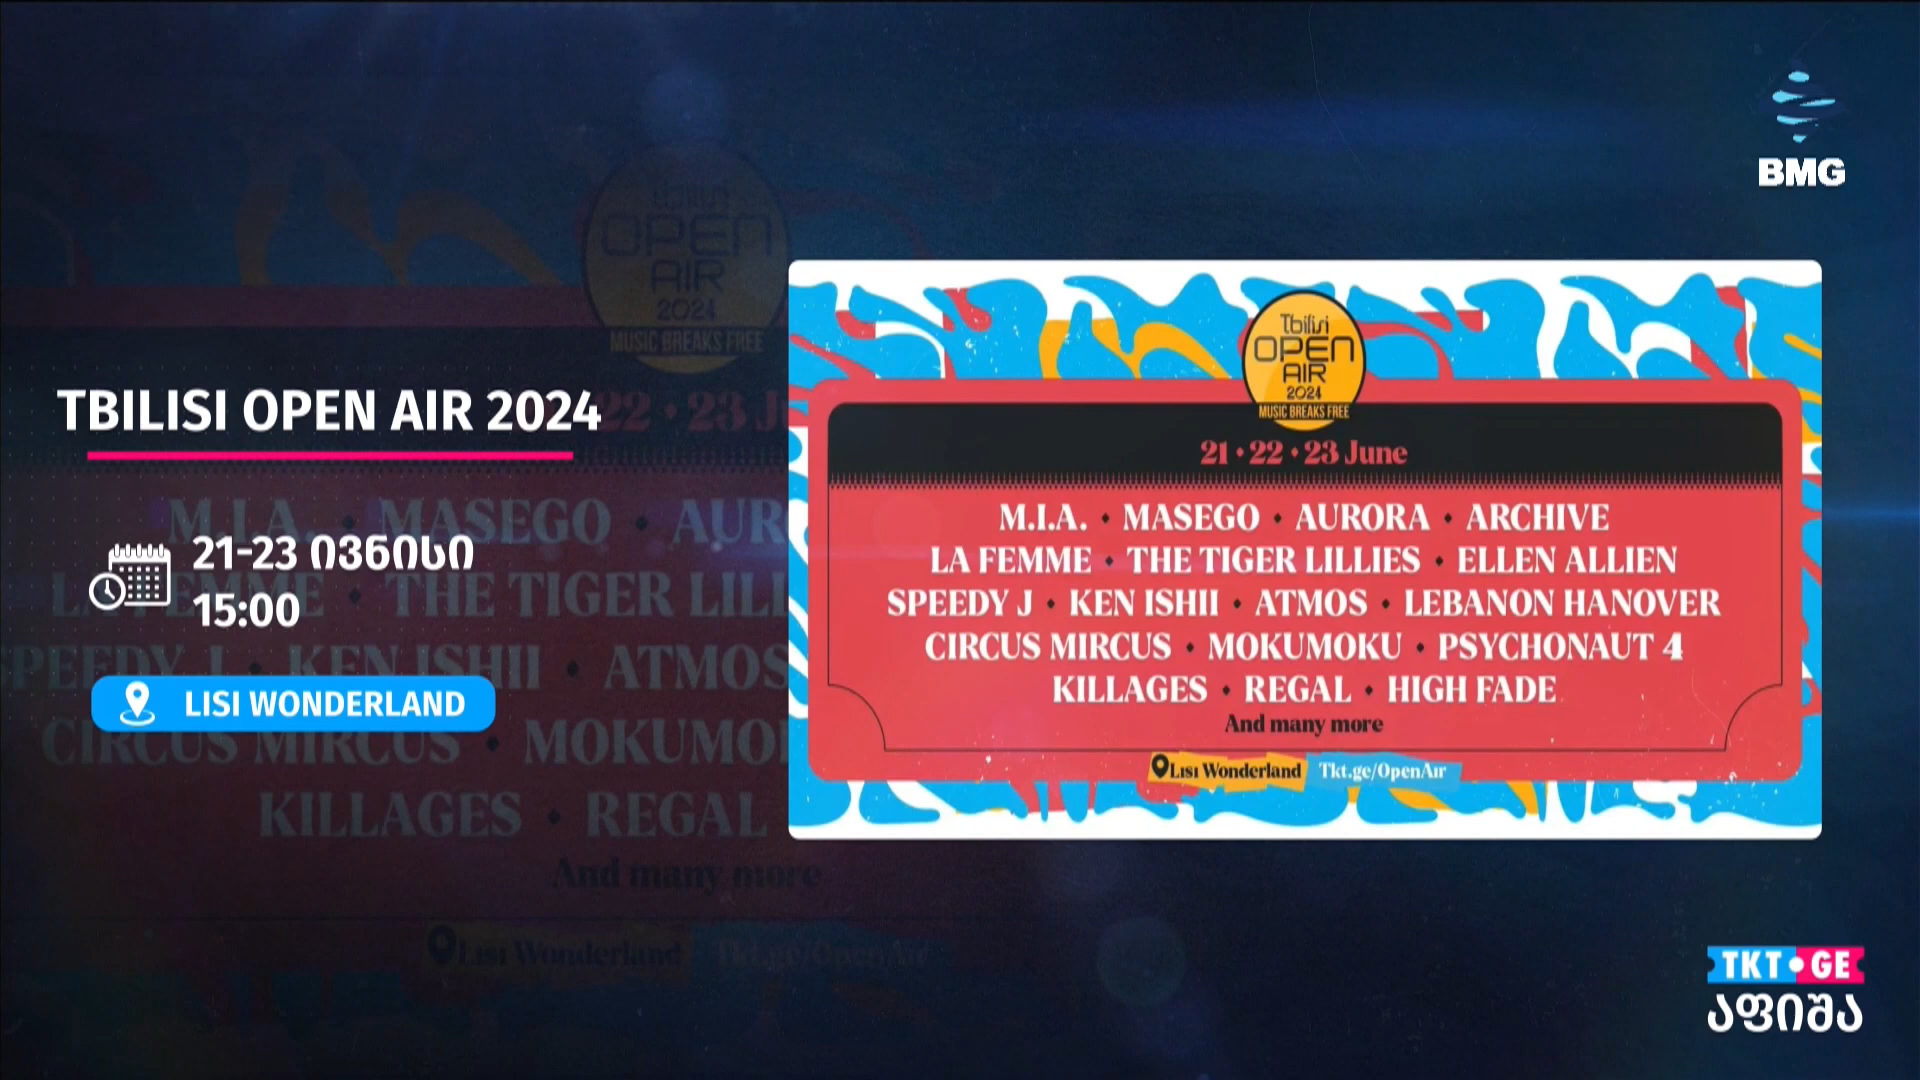 BMG
TBILISI OPEN AIR 2024
21-23 ივნისი
15:00
LISI WONDERLAND
Tbilisi
OPEN
AIR
2024
MUSIC BREAKS FREE
21 • 22 • 23 June
M.I.A. • MASEGO • AURORA • ARCHIVE
LA FEMME • THE TIGER LILLIES • ELLEN ALLIEN
SPEEDY J • KEN ISHII • ATMOS • LEBANON HANOVER
CIRCUS MIRCUS • MOKUMOKU • PSYCHONAUT 4
KILLAGES • REGAL • HIGH FADE
And many more
Lisi Wonderland Tkt.ge/OpenAir
TKT•GE
აფიშა